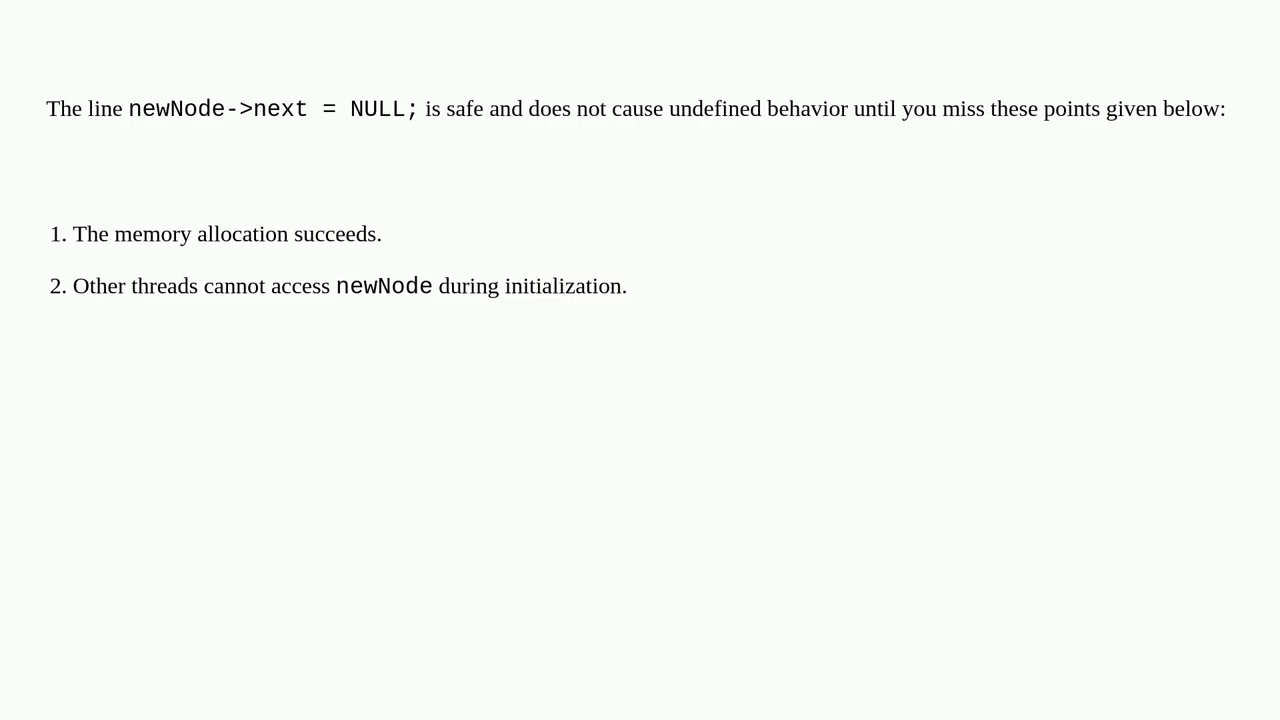 The line newNode->next = NULL; is safe and does not cause undefined behavior until you miss these points given below:
1. The memory allocation succeeds.
2. Other threads cannot access newNode during initialization.